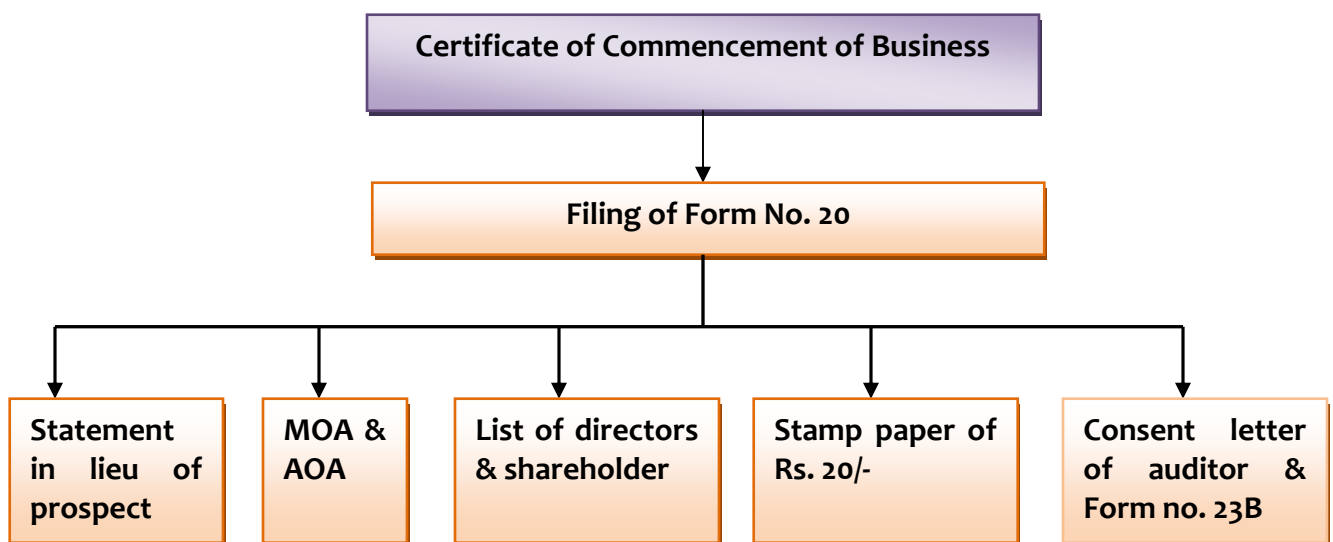 Certificate of Commencement of Business
Filing of Form No. 20
Statement
in lieu of
prospect
MOA &
AOA
List of directors
& shareholder
Stamp paper of
Rs. 20/-
Consent letter
of auditor &
Form no. 23B